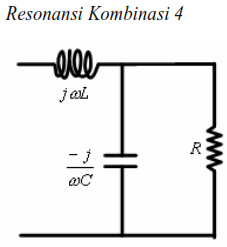 Resonansi Kombinasi 4
jωL
−j
ωC
R